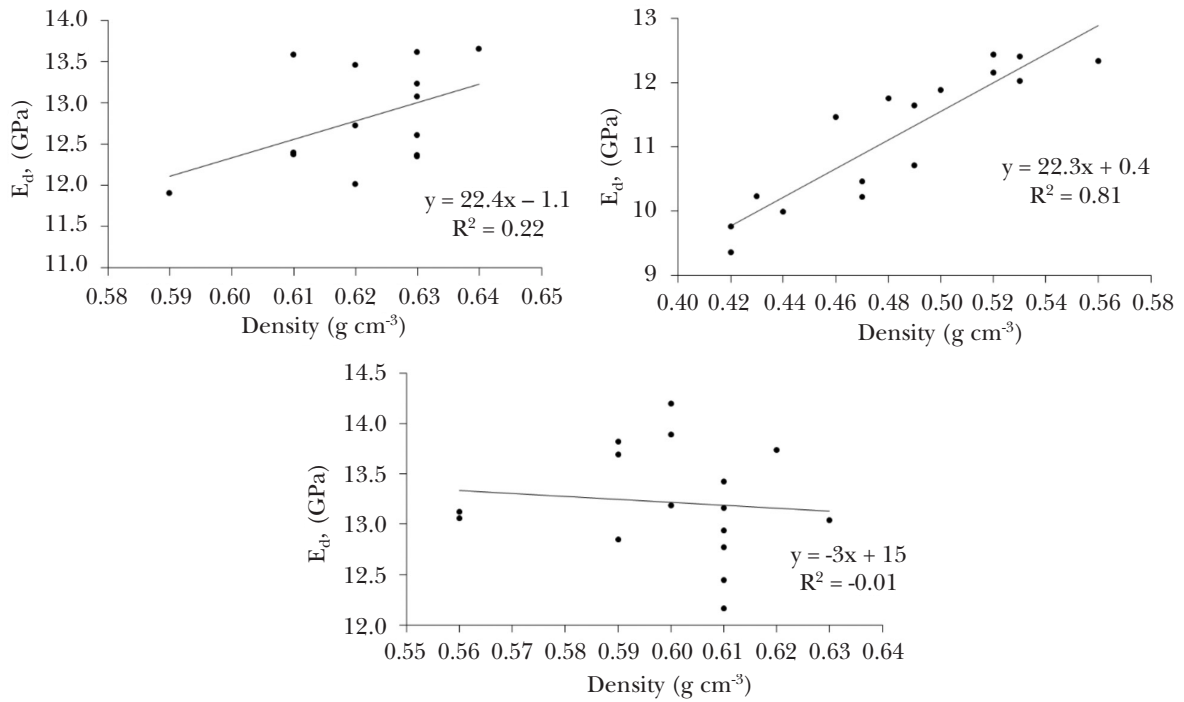 14.0
13.5
13.0
12.5
12.0
11.5
11.0
E_d, (GPa)
y = 22.4x – 1.1
R² = 0.22
0.58 0.59 0.60 0.61 0.62 0.63 0.64 0.65
Density (g cm⁻³)
13
12
11
10
9
E_d, (GPa)
y = 22.3x + 0.4
R² = 0.81
0.40 0.42 0.44 0.46 0.48 0.50 0.52 0.54 0.56 0.58
Density (g cm⁻³)
14.5
14.0
13.5
13.0
12.5
12.0
E_d, (GPa)
y = -3x + 15
R² = -0.01
0.55 0.56 0.57 0.58 0.59 0.60 0.61 0.62 0.63 0.64
Density (g cm⁻³)